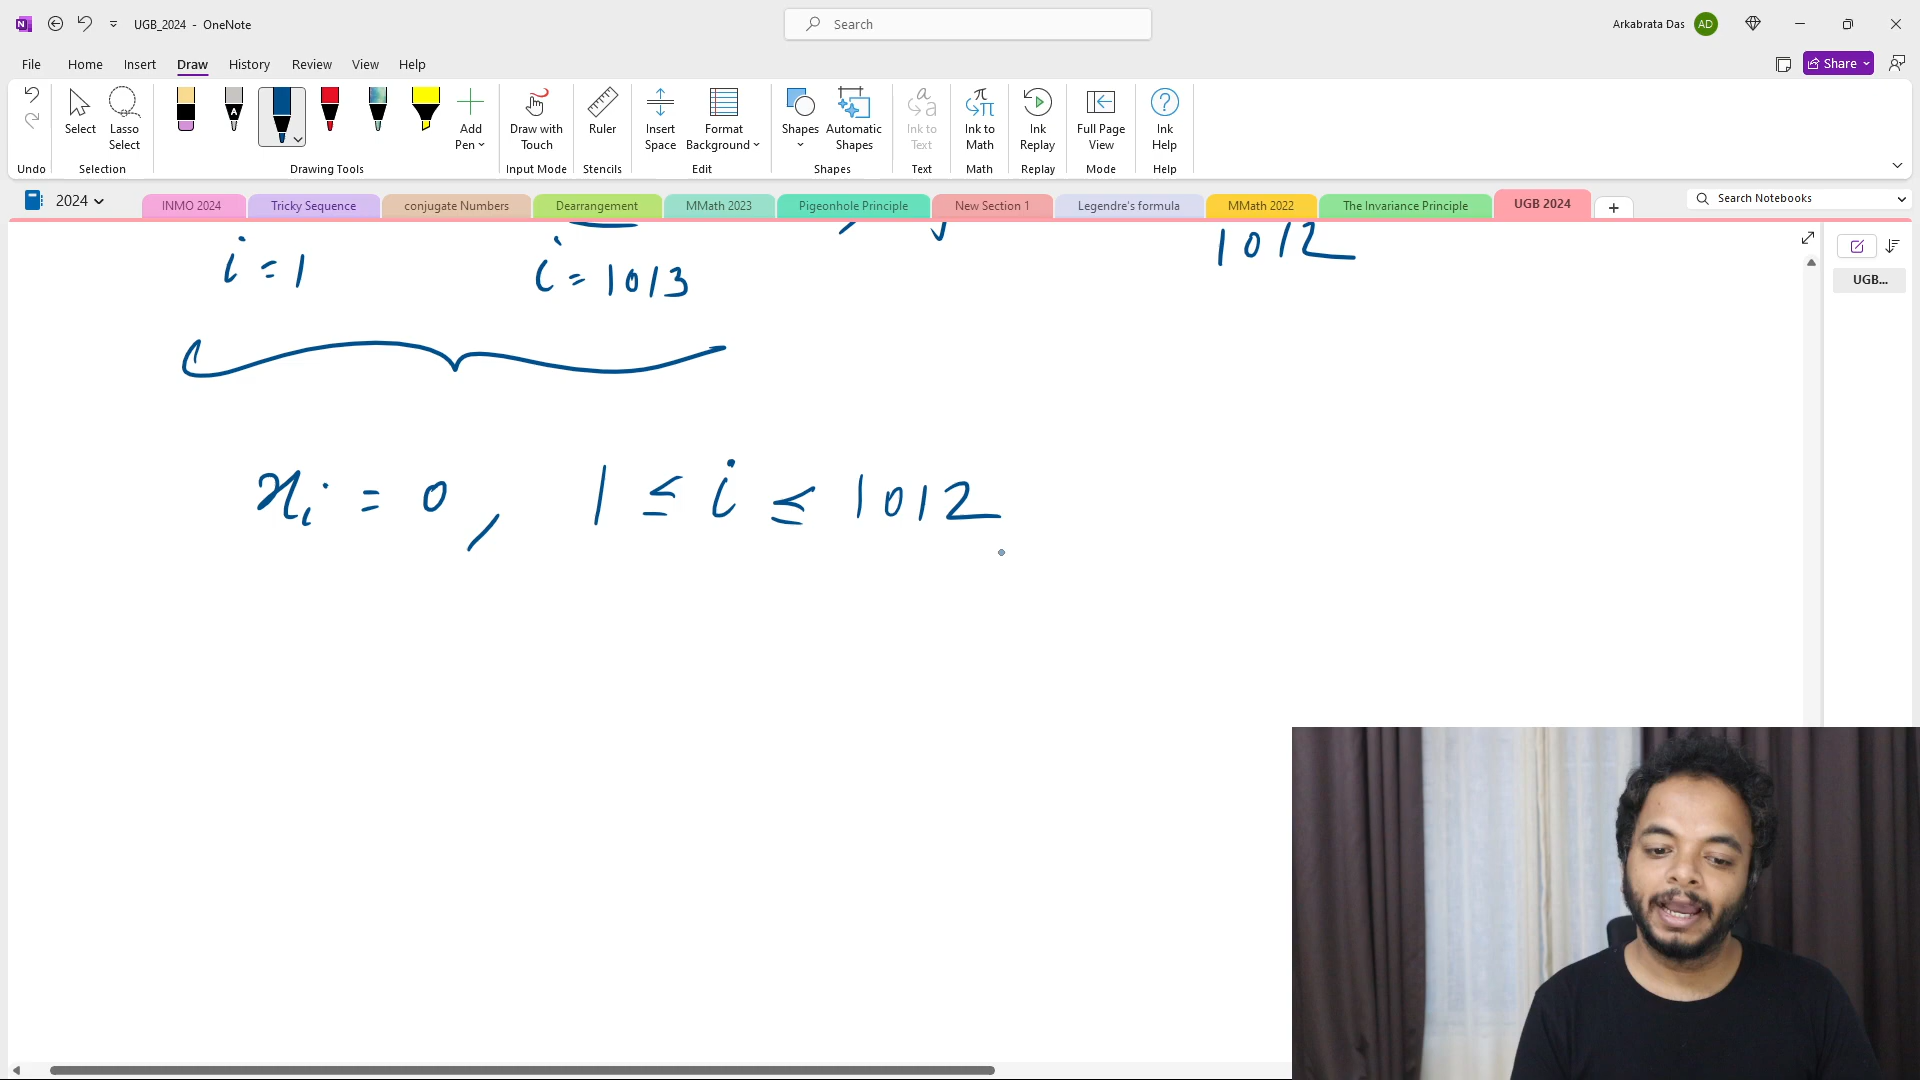 UGB_2024 - OneNote
Search
Arkabrata Das
AD
File Home Insert Draw History Review View Help
Share
Undo
Select
Lasso Select
Selection
A
Add Pen
Drawing Tools
Draw with Touch
Input Mode
Ruler
Stencils
Insert Space
Format Background
Edit
Shapes
Automatic Shapes
Shapes
Ink to Text
Text
Ink to Math
Math
Ink Replay
Replay
Full Page View
Mode
Ink Help
Help
2024
INMO 2024
Tricky Sequence
conjugate Numbers
Dearrangement
MMath 2023
Pigeonhole Principle
New Section 1
Legendre's formula
MMath 2022
The Invariance Principle
UGB 2024
+
Search Notebooks
UGB...
i = 1
i = 1013
1012
xi = 0 , 1 ≤ i ≤ 1012